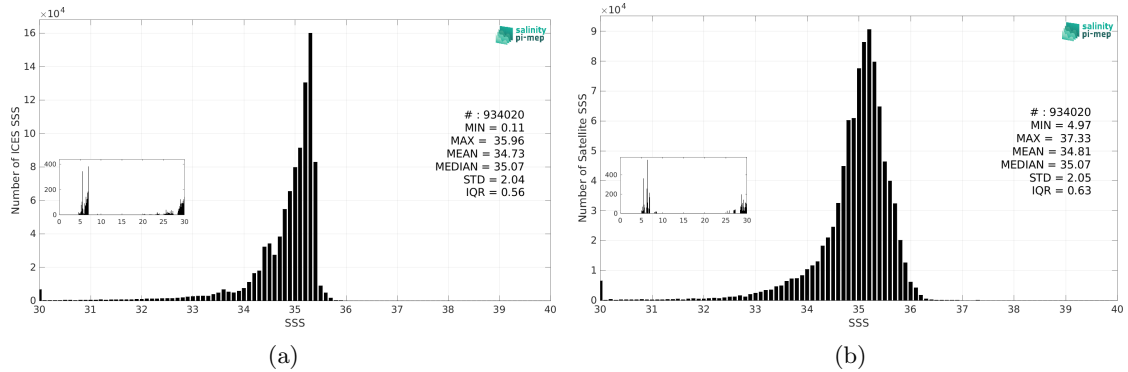 ×10⁴
16
14
12
10
8
6
4
2
0
Number of ICES SSS
salinity
pi-mep
# : 934020
MIN = 0.11
MAX = 35.96
MEAN = 34.73
MEDIAN = 35.07
STD = 2.04
IQR = 0.56
400
200
0
0 5 10 15 20 25 30
30 31 32 33 34 35 36 37 38 39 40
SSS
(a)
×10⁴
9
8
7
6
5
4
3
2
1
0
Number of Satellite SSS
salinity
pi-mep
# : 934020
MIN = 4.97
MAX = 37.33
MEAN = 34.81
MEDIAN = 35.07
STD = 2.05
IQR = 0.63
400
200
0
0 5 10 15 20 25 30
30 31 32 33 34 35 36 37 38 39 40
SSS
(b)